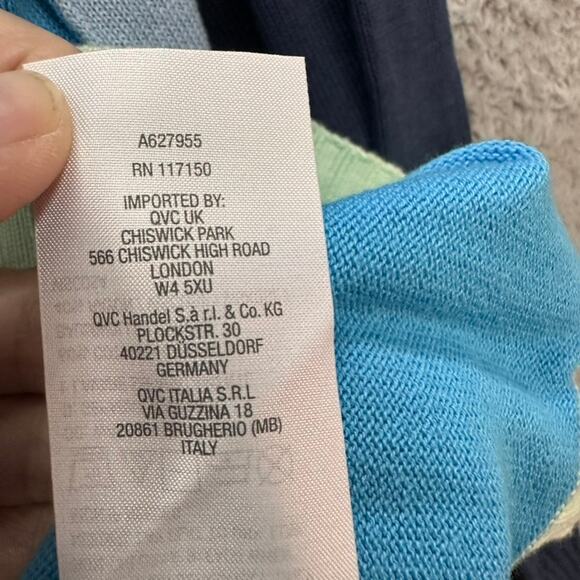 A627955
RN 117150
IMPORTED BY:
QVC UK
CHISWICK PARK
566 CHISWICK HIGH ROAD
LONDON
W4 5XU
QVC Handel S.à r.l. & Co. KG
PLOCKSTR. 30
40221 DÜSSELDORF
GERMANY
QVC ITALIA S.R.L
VIA GUZZINA 18
20861 BRUGHERIO (MB)
ITALY